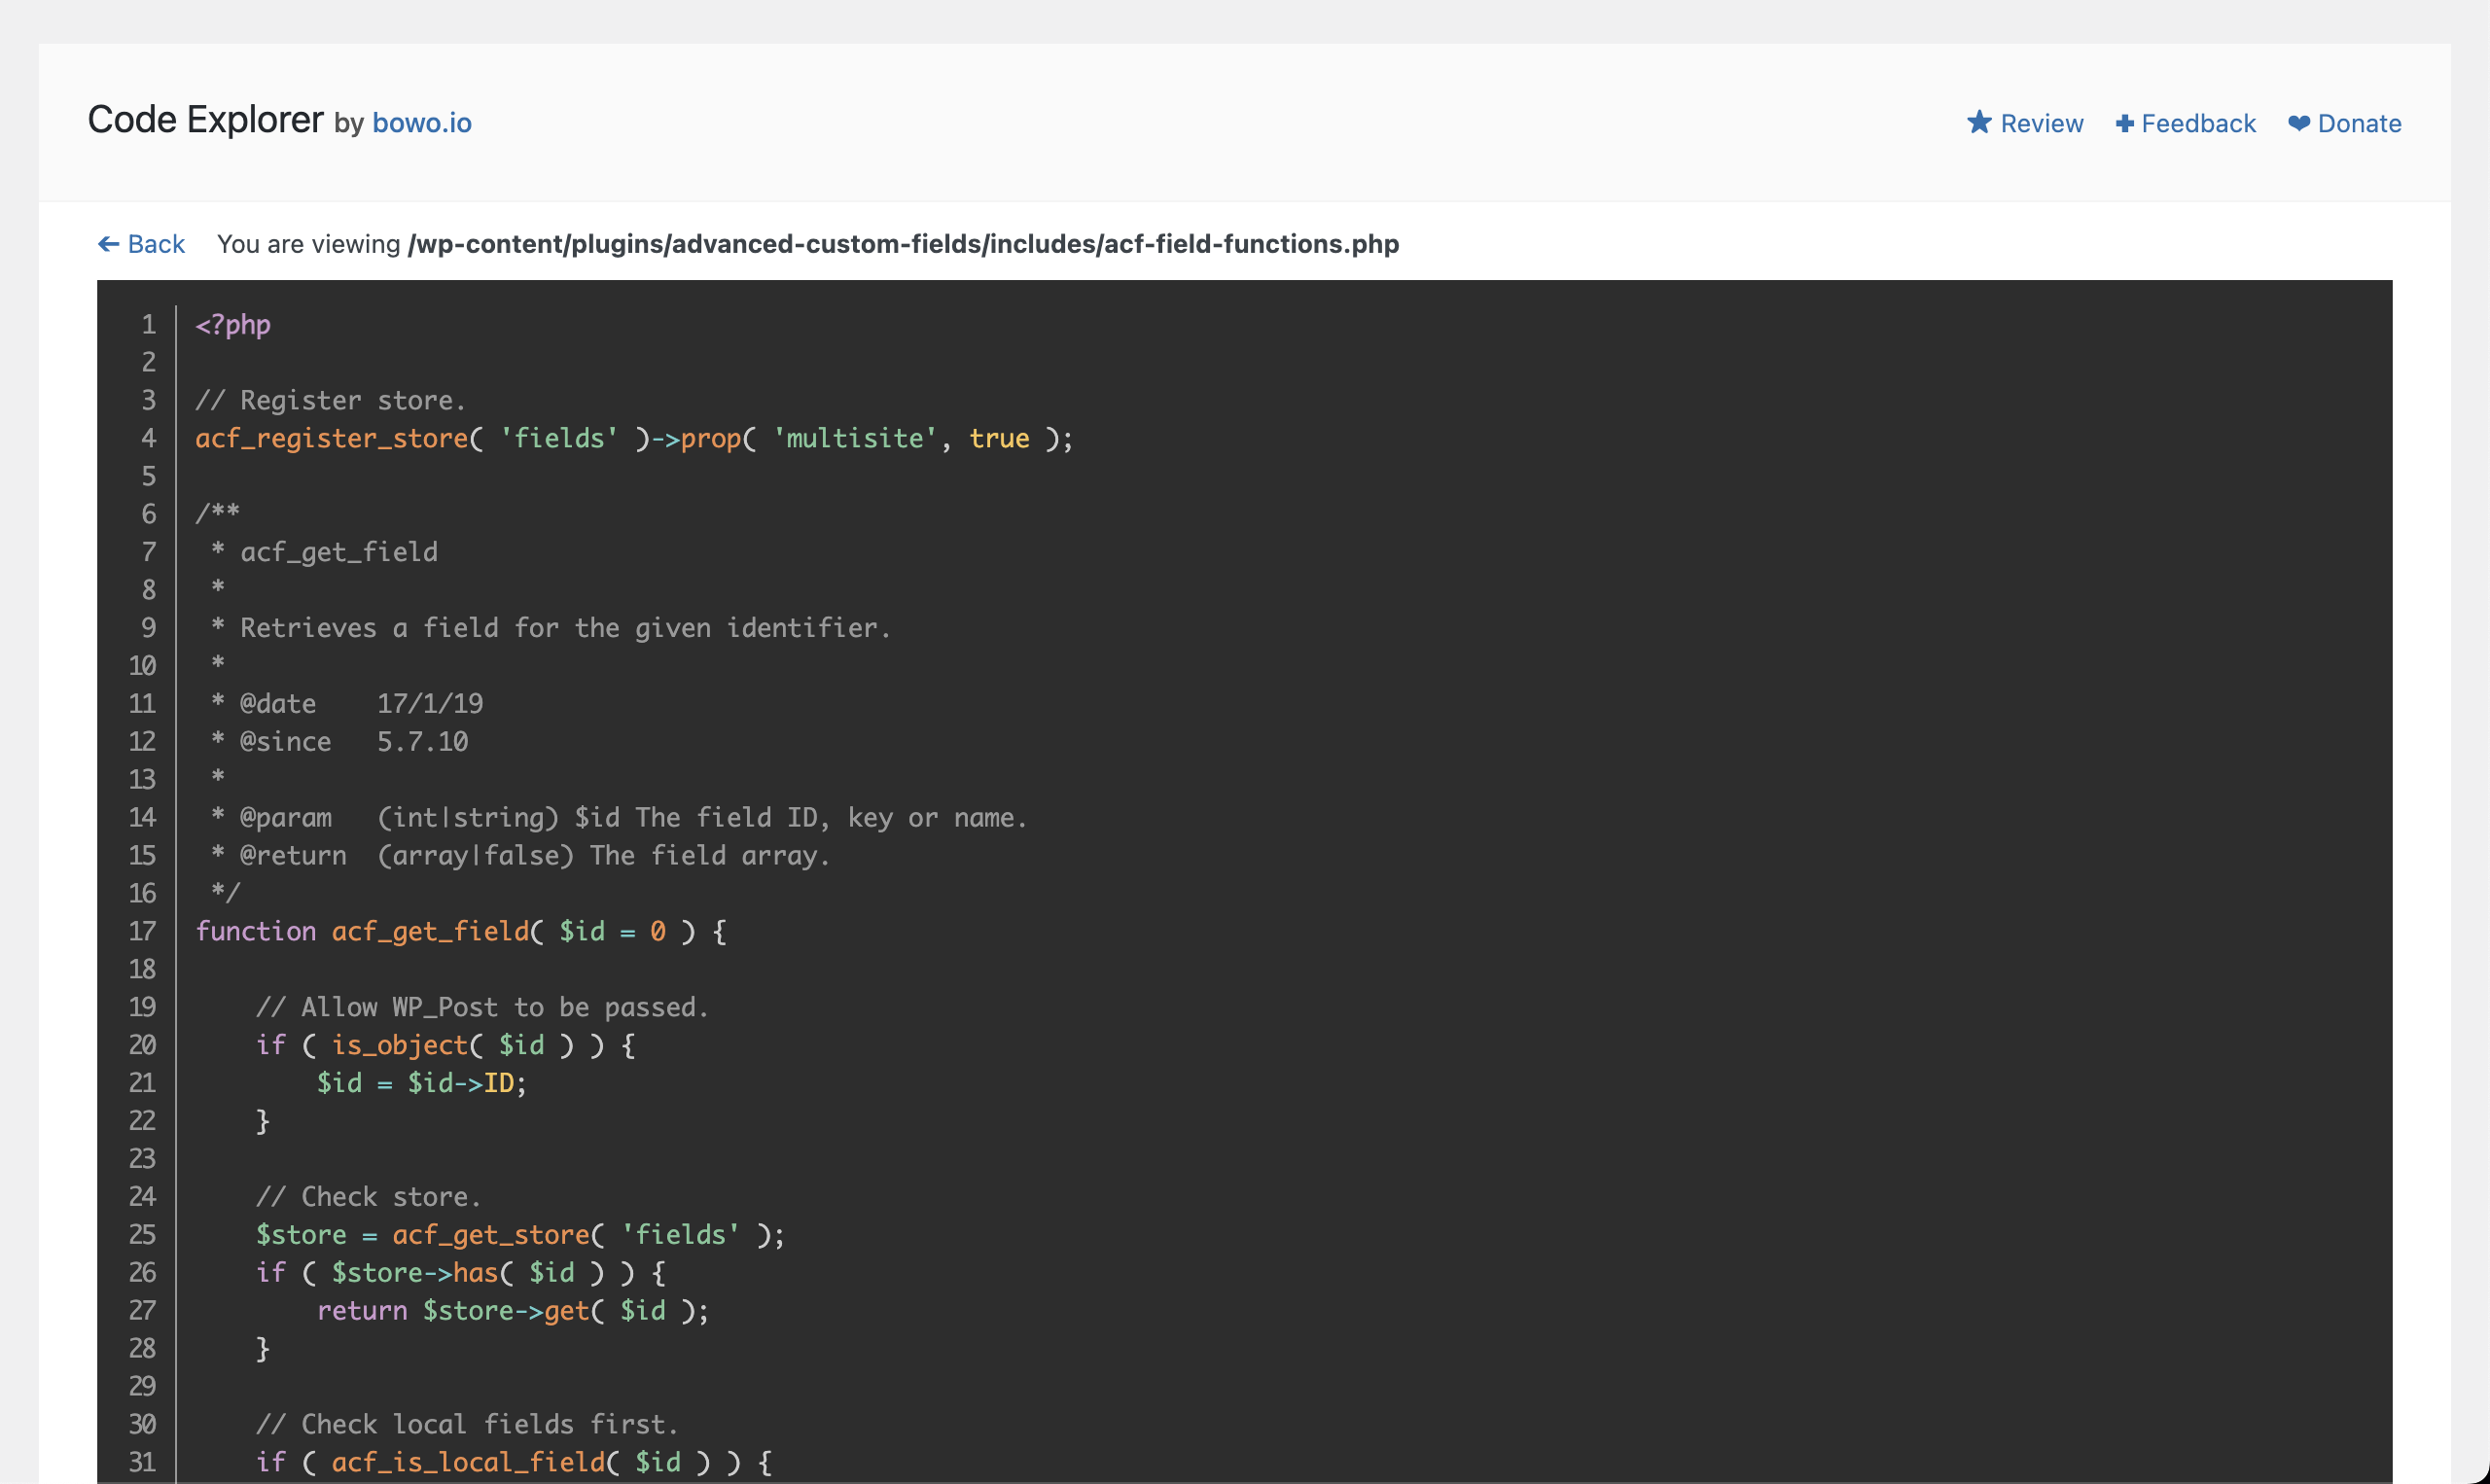 Code Explorer by bowo.io
Review Feedback Donate
Back You are viewing /wp-content/plugins/advanced-custom-fields/includes/acf-field-functions.php
1 <?php
2
3 // Register store.
4 acf_register_store( 'fields' )->prop( 'multisite', true );
5
6 /**
7  * acf_get_field
8  *
9  * Retrieves a field for the given identifier.
10  *
11  * @date    17/1/19
12  * @since   5.7.10
13  *
14  * @param   (int|string) $id The field ID, key or name.
15  * @return  (array|false) The field array.
16  */
17 function acf_get_field( $id = 0 ) {
18
19     // Allow WP_Post to be passed.
20     if ( is_object( $id ) ) {
21         $id = $id->ID;
22     }
23
24     // Check store.
25     $store = acf_get_store( 'fields' );
26     if ( $store->has( $id ) ) {
27         return $store->get( $id );
28     }
29
30     // Check local fields first.
31     if ( acf_is_local_field( $id ) ) {